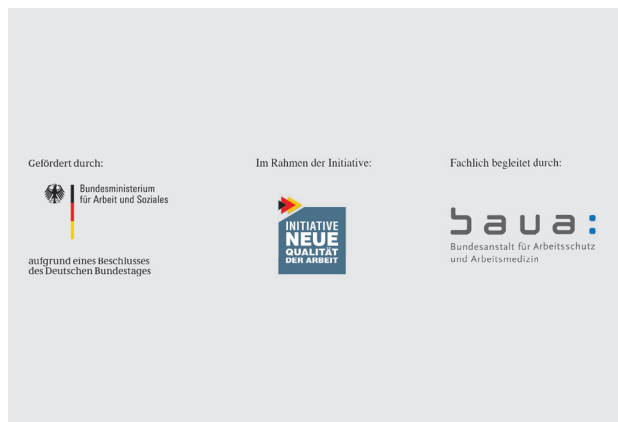 Gefördert durch:
Bundesministerium
für Arbeit und Soziales
aufgrund eines Beschlusses
des Deutschen Bundestages
Im Rahmen der Initiative:
INITIATIVE
NEUE
QUALITÄT
DER ARBEIT
Fachlich begleitet durch:
baua:
Bundesanstalt für Arbeitsschutz
und Arbeitsmedizin